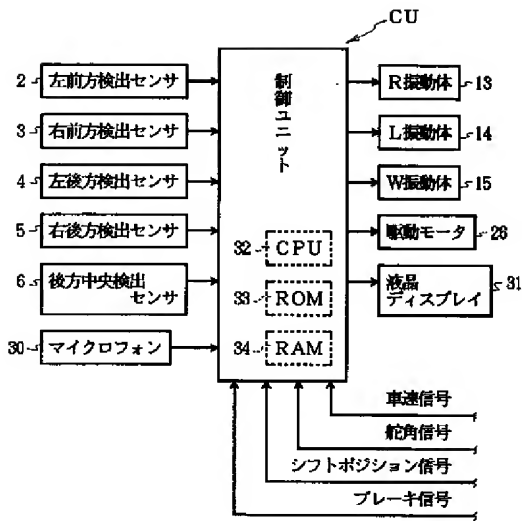 CU
2 左前方検出センサ
3 右前方検出センサ
4 左後方検出センサ
5 右後方検出センサ
6 後方中央検出
センサ
30 マイクロフォン
制御ユニット
32 CPU
33 ROM
34 RAM
R振動体 13
L振動体 14
W振動体 15
駆動モータ 28
液晶
ディスプレイ 31
車速信号
舵角信号
シフトポジション信号
ブレーキ信号